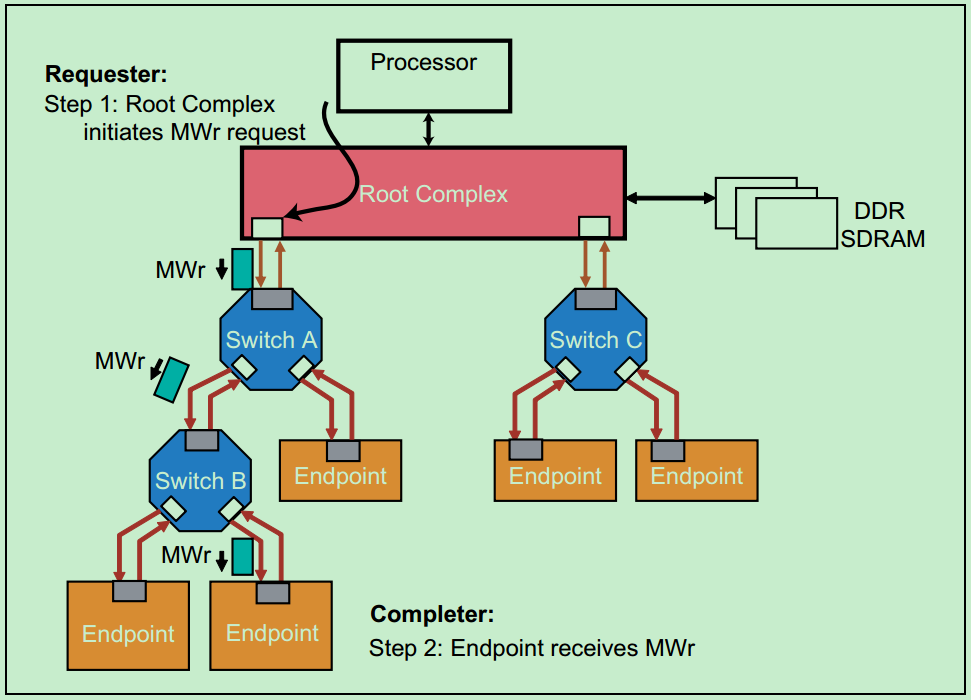 Processor
Requester:
Step 1: Root Complex
initiates MWr request
Root Complex
DDR
SDRAM
MWr
Switch A
Switch C
MWr
Endpoint
Endpoint
Endpoint
Switch B
MWr
Endpoint
Endpoint
Completer:
Step 2: Endpoint receives MWr